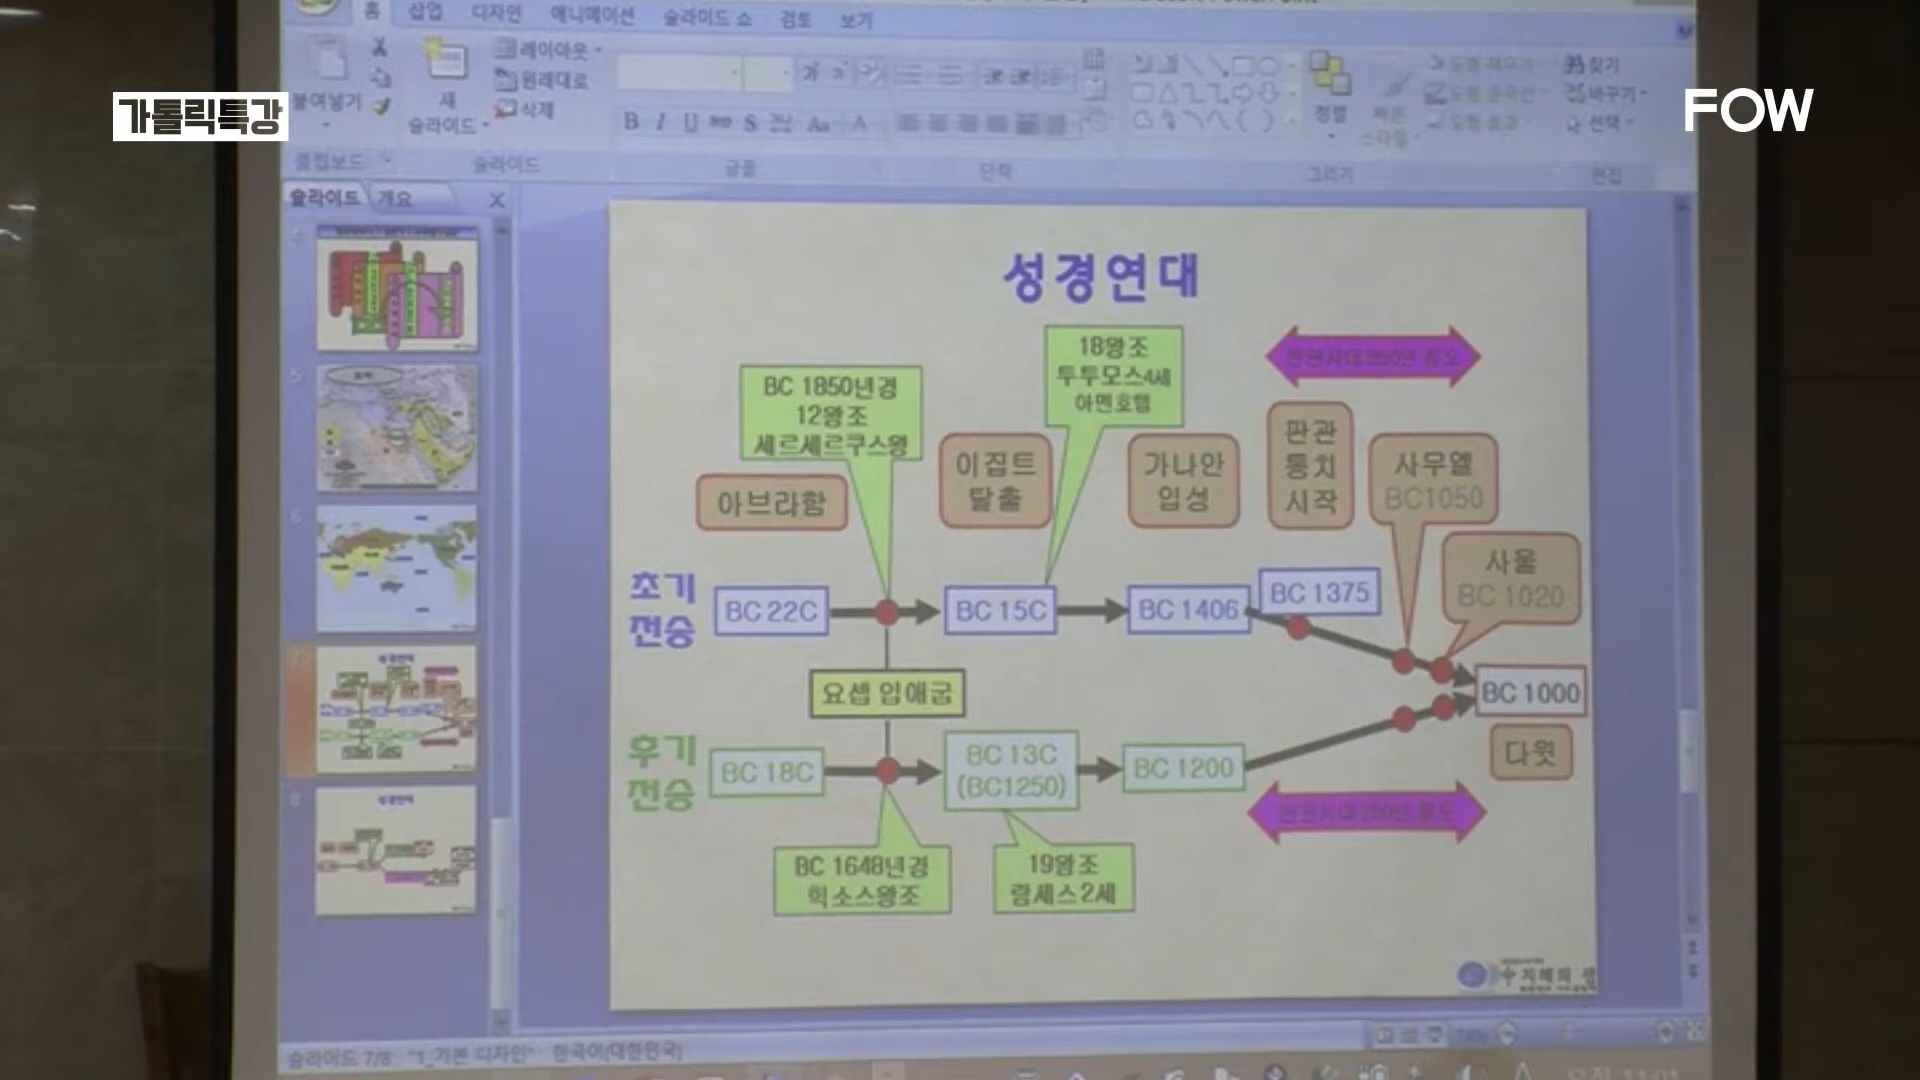 홈 삽입 디자인 애니메이션 슬라이드 쇼 검토 보기
가톨릭특강
FOW
붙여넣기
새
슬라이드
레이아웃
원래대로
삭제
정렬
빠른
스타일
찾기
바꾸기
선택
클립보드
슬라이드
글꼴
단락
그리기
편집
슬라이드 개요
성경연대
18왕조
투투모스4세
아멘호텝
BC 1850년경
12왕조
세르세르쿠스왕
아브라함
이집트
탈출
가나안
입성
판관
통치
시작
사무엘
BC1050
사울
BC 1020
초기
전승
BC 22C
BC 15C
BC 1406
BC 1375
요셉 입애굽
BC 1000
다윗
후기
전승
BC 18C
BC 13C
(BC1250)
BC 1200
BC 1648년경
힉소스왕조
19왕조
람세스2세
지혜의 샘
슬라이드 7/8 "1_기본 디자인" 한국어(대한민국)